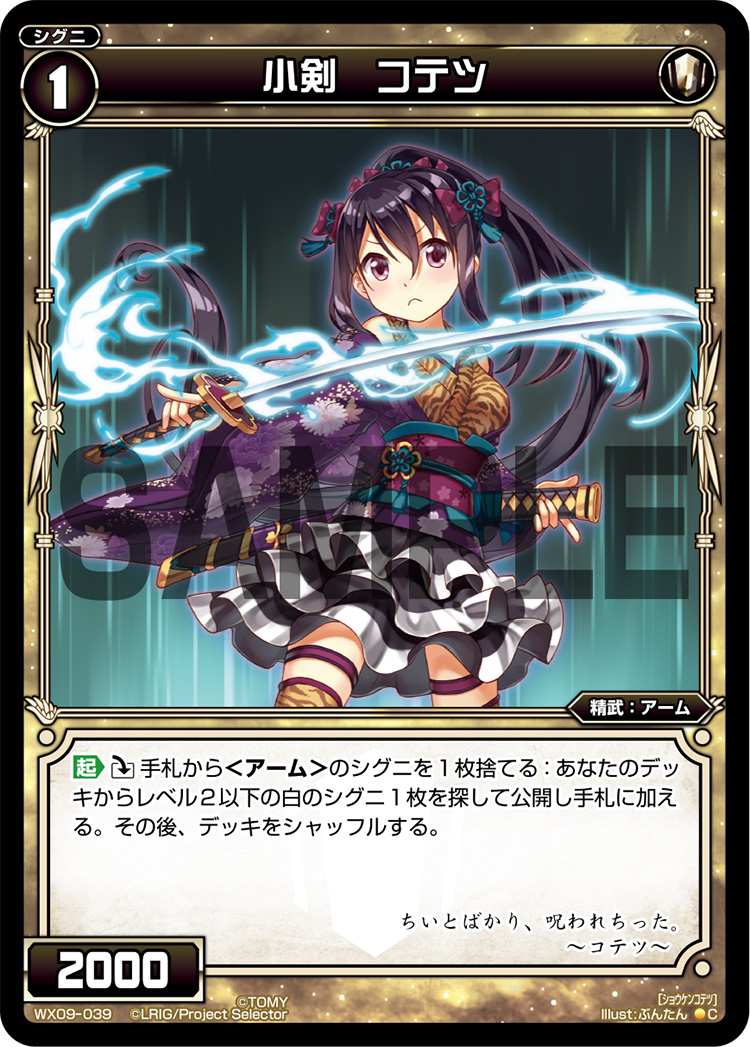 シグニ
1
小剣　コテツ
SAMPLE
精武：アーム
起 手札から＜アーム＞のシグニを１枚捨てる：あなたのデッ
キからレベル２以下の白のシグニ１枚を探して公開し手札に加え
る。その後、デッキをシャッフルする。
ちいとばかり、呪われちった。
～コテツ～
2000
WX09-039 ©LRIG/Project Selector
©TOMY
[ショウケンコテツ]
Illust:ぶんたん C